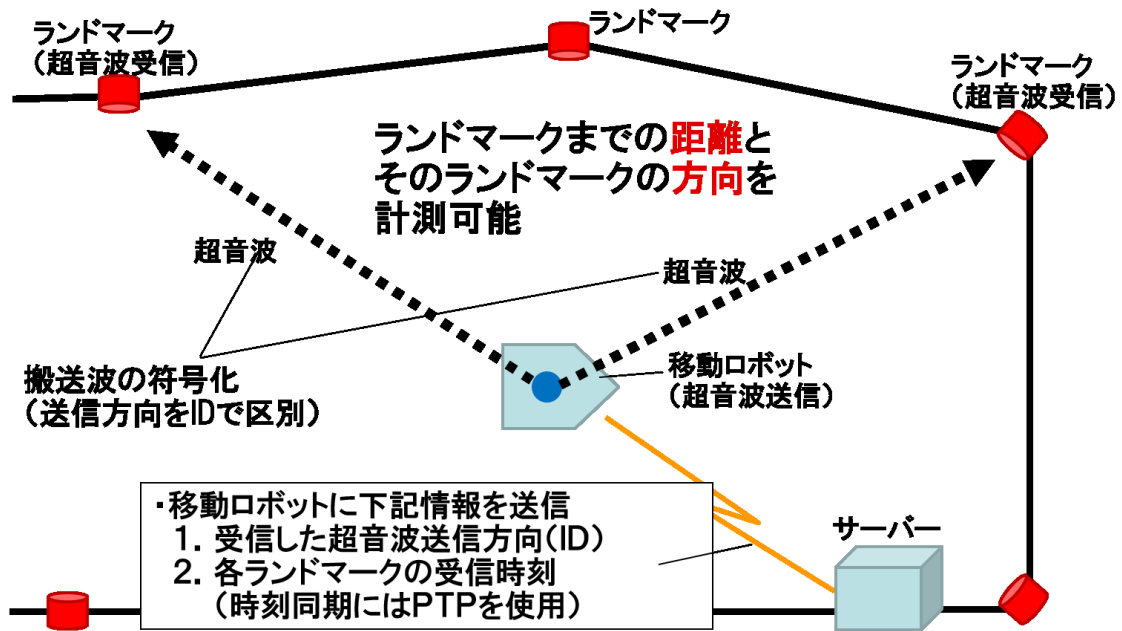 ランドマーク
（超音波受信）
ランドマーク
ランドマーク
（超音波受信）
ランドマークまでの距離と
そのランドマークの方向を
計測可能
超音波
超音波
搬送波の符号化
（送信方向をIDで区別）
移動ロボット
（超音波送信）
・移動ロボットに下記情報を送信
１．受信した超音波送信方向（ID）
２．各ランドマークの受信時刻
（時刻同期にはPTPを使用）
サーバー